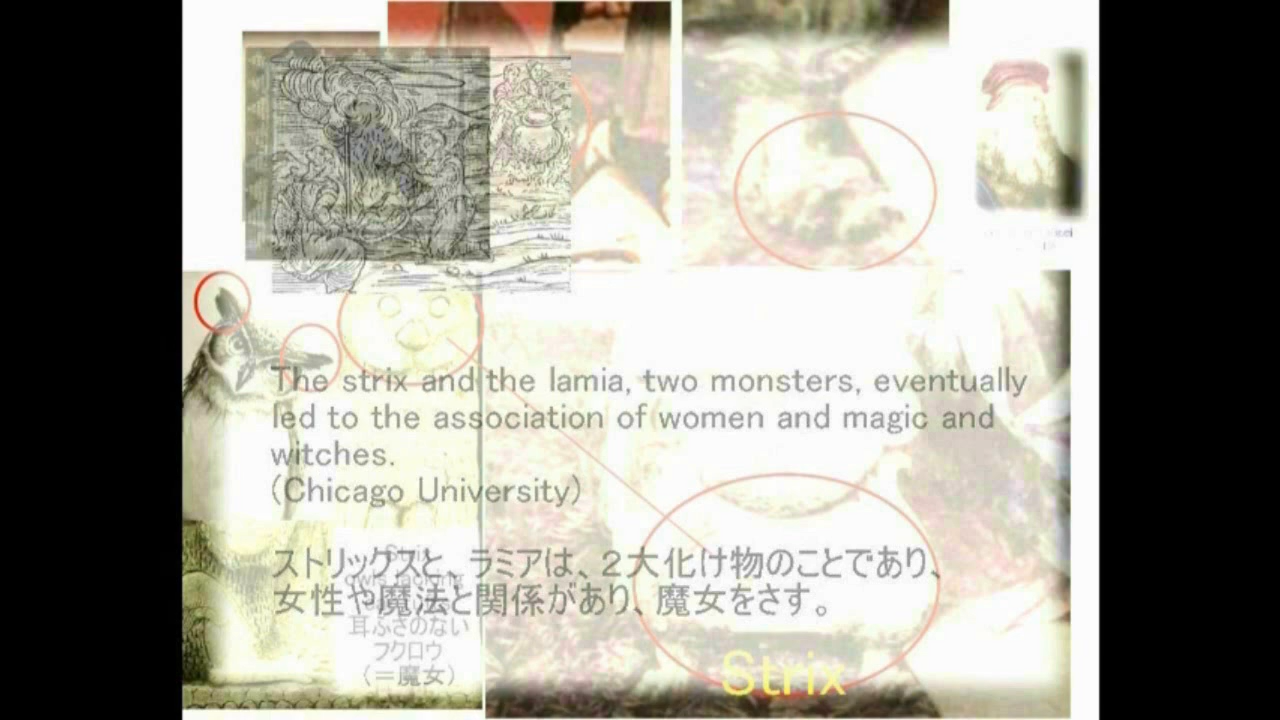 The strix and the lamia, two monsters, eventually
led to the association of women and magic and
witches.
(Chicago University)
ストリックスと、ラミアは、２大化け物のことであり、
女性や魔法と関係があり、魔女をさす。
Strix
owls lacking
耳ふさのない
フクロウ
（＝魔女）
Strix